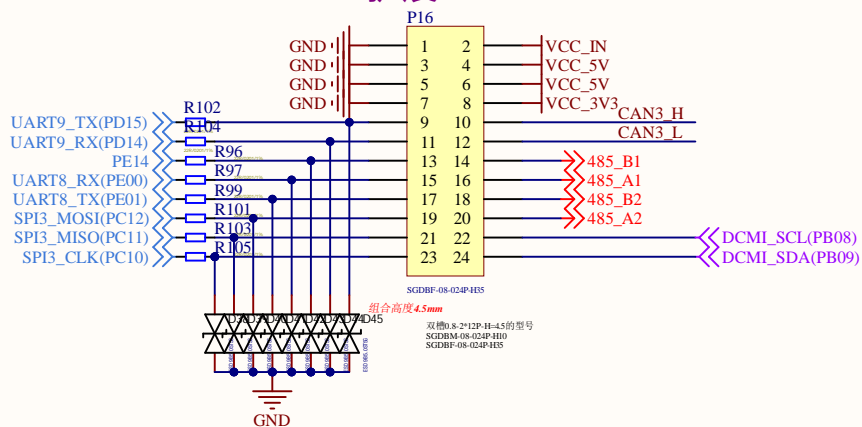 P16
GND 1 2 VCC_IN
GND 3 4 VCC_5V
GND 5 6 VCC_5V
GND 7 8 VCC_3V3
R102 CAN3_H
UART9_TX(PD15) 9 10
R104 CAN3_L
UART9_RX(PD14) 11 12
R96
PE14 13 14 485_B1
R97
UART8_RX(PE00) 15 16 485_A1
R99
UART8_TX(PE01) 17 18 485_B2
R101
SPI3_MOSI(PC12) 19 20 485_A2
R103
SPI3_MISO(PC11) 21 22 DCMI_SCL(PB08)
R105
SPI3_CLK(PC10) 23 24 DCMI_SDA(PB09)
SGDBF-08-024P-H35
组合高度4.5mm
D45
双槽0.8-2*12P-H=4.5的型号
SGDBM-08-024P-H10
SGDBF-08-024P-H35
GND